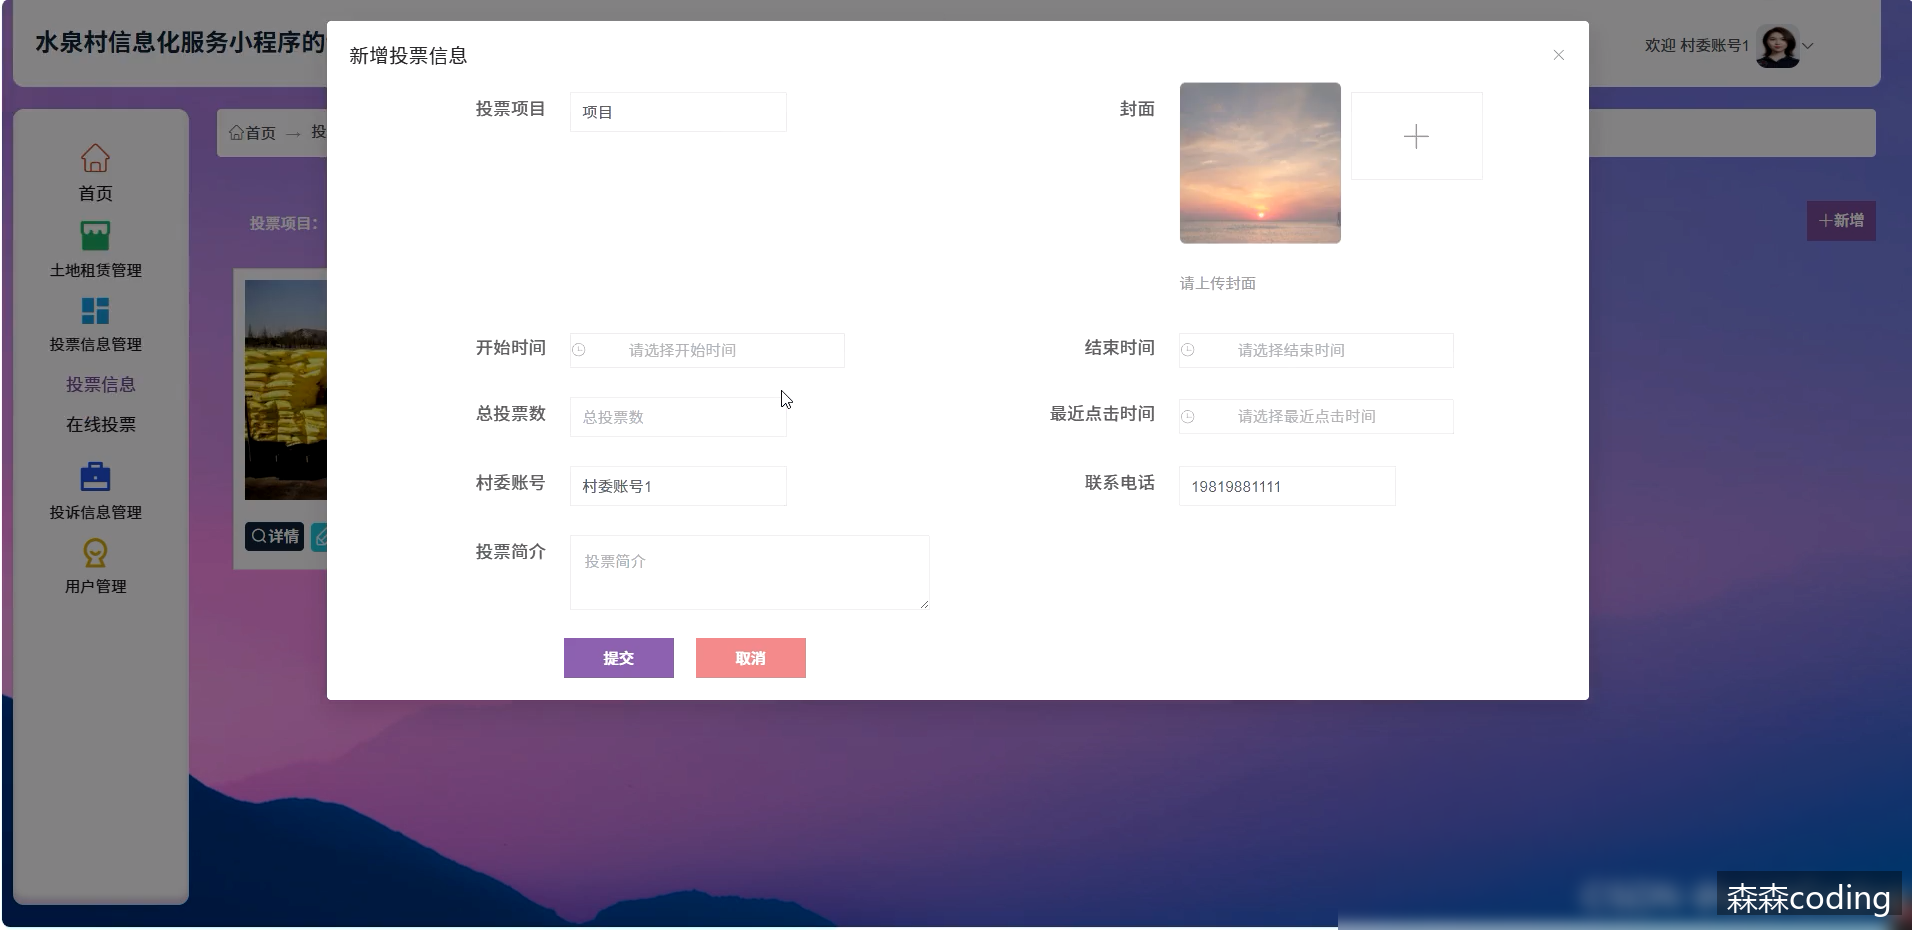 水泉村信息化服务小程序的
欢迎 村委账号1
首页
土地租赁管理
投票信息管理
投票信息
在线投票
投诉信息管理
用户管理
首页 → 投
投票项目:
+新增
详情
新增投票信息
投票项目 项目
封面
请上传封面
开始时间 请选择开始时间
结束时间 请选择结束时间
总投票数 总投票数
最近点击时间 请选择最近点击时间
村委账号 村委账号1
联系电话 19819881111
投票简介 投票简介
提交 取消
森森coding